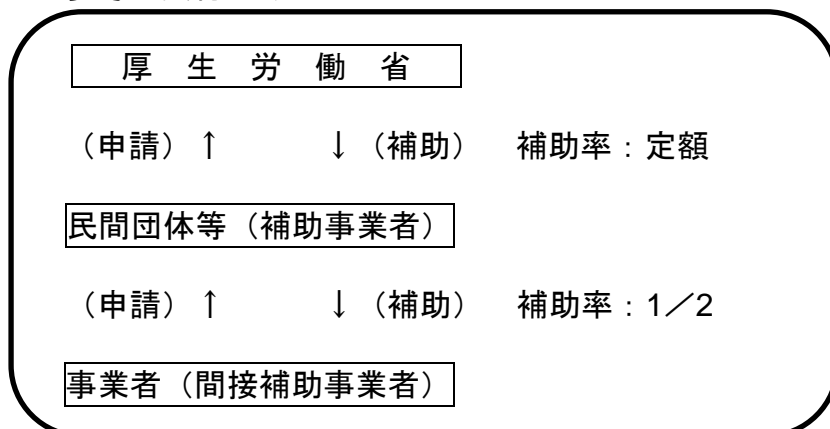 厚 生 労 働 省
（申請）↑ ↓（補助） 補助率：定額
民間団体等（補助事業者）
（申請）↑ ↓（補助） 補助率：1／2
事業者（間接補助事業者）